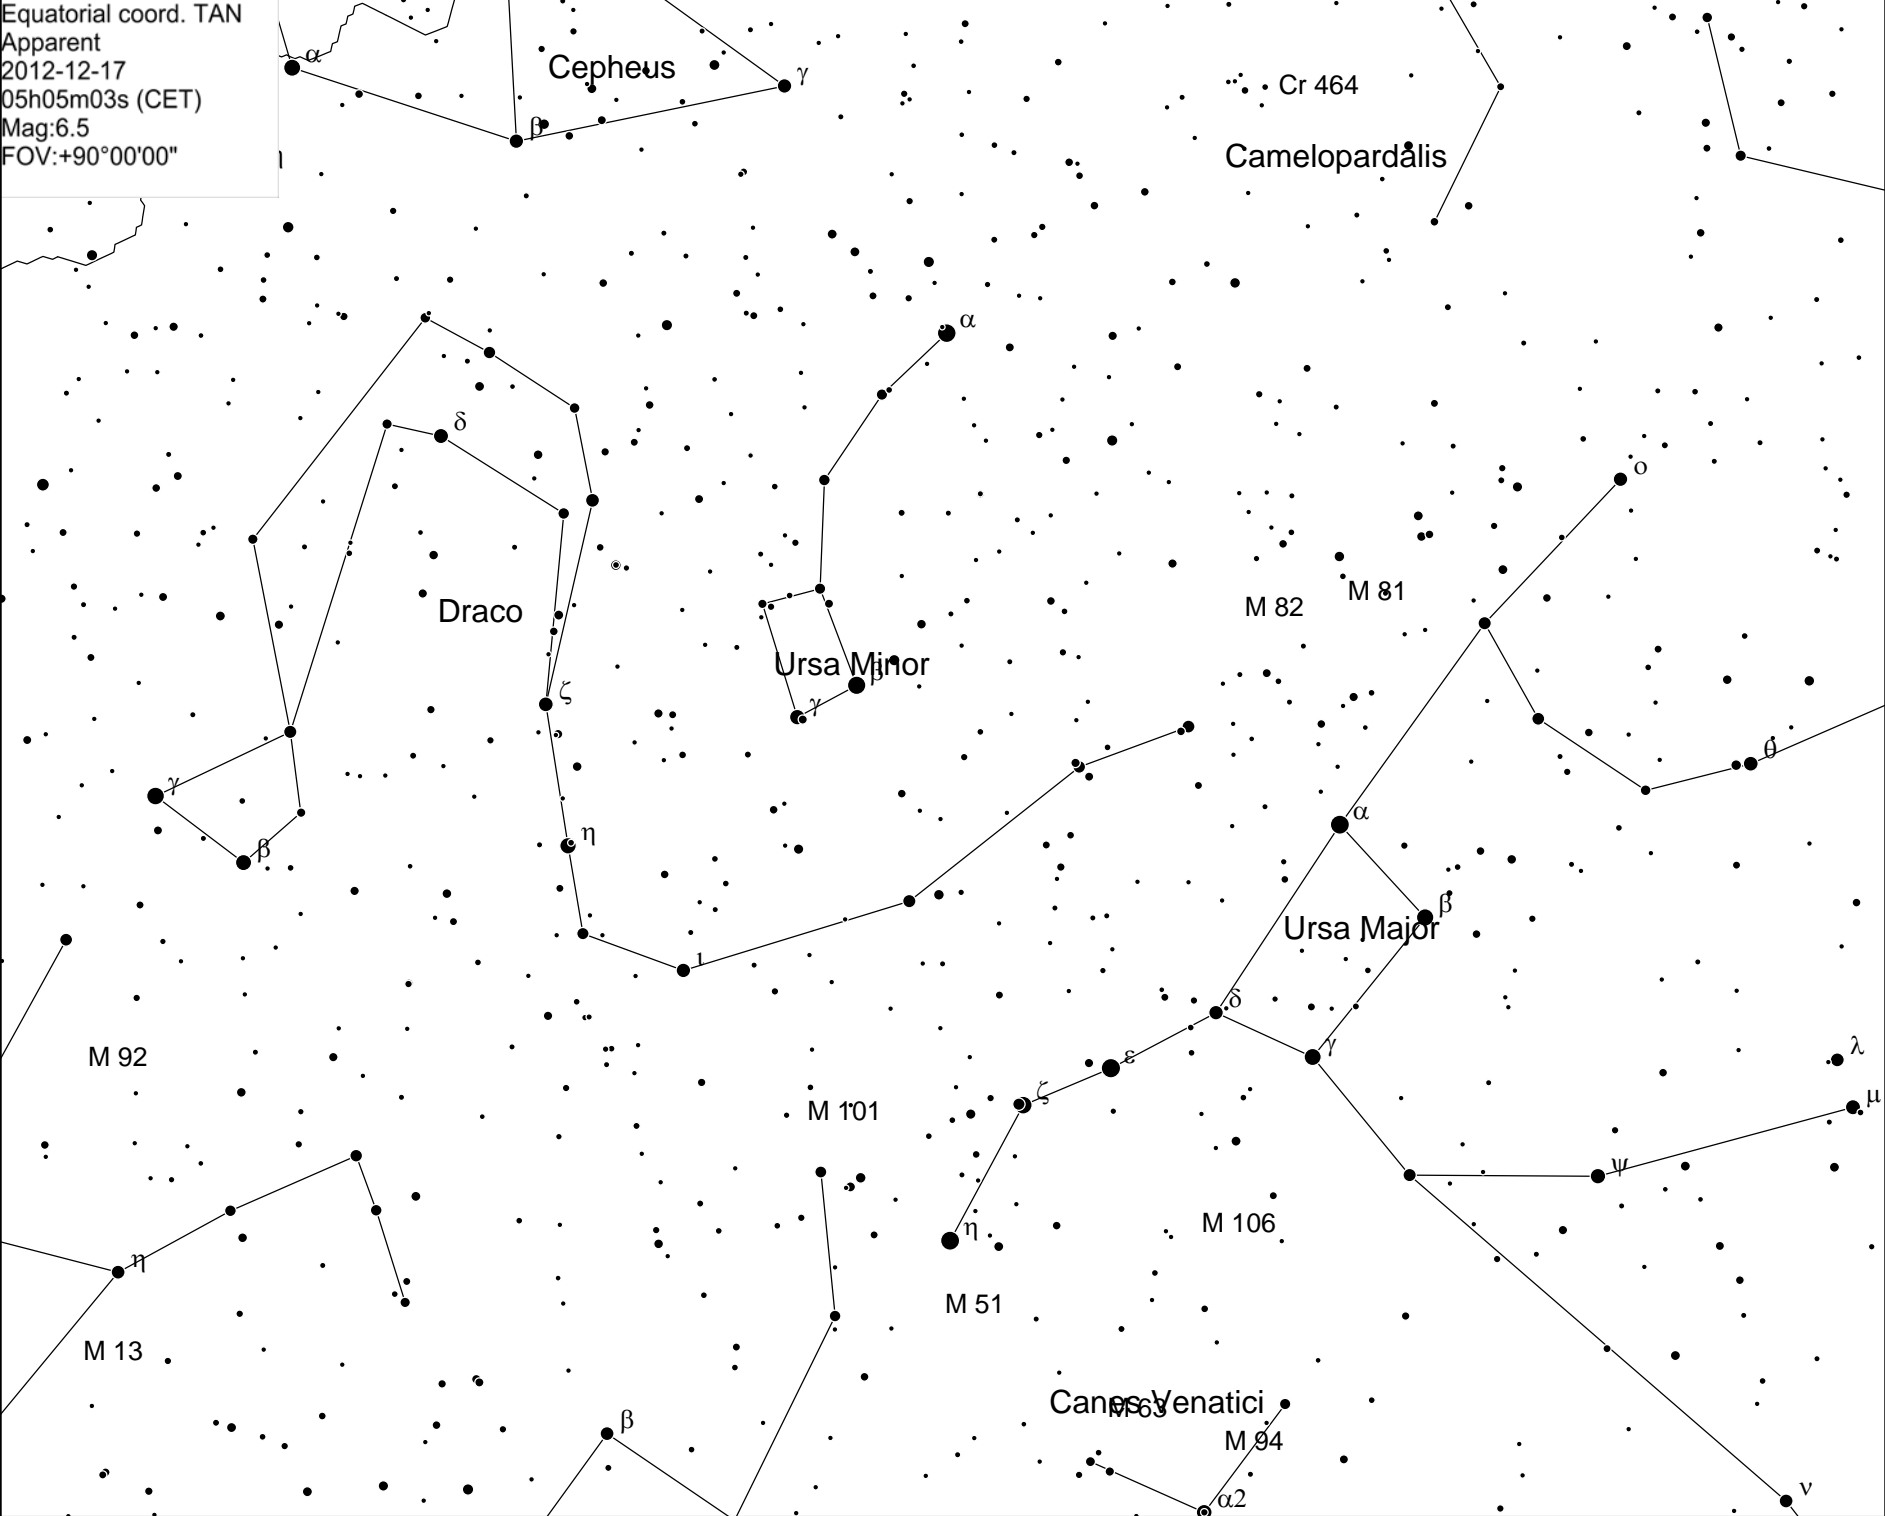 Equatorial coord. TAN
Apparent
2012-12-17
05h05m03s (CET)
Mag:6.5
FOV:+90°00'00"
α
Cepheus
γ
β
η
Cr 464
Camelopardalis
α
δ
ο
Draco
M 82
M 81
Ursa Minor
β
γ
ζ
θ
γ
α
η
β
β
Ursa Major
ι
δ
γ
ε
λ
M 92
ζ
μ
M 101
ψ
M 106
η
η
M 51
M 13
Canes Venatici
M 63
β
M 94
α2
ν